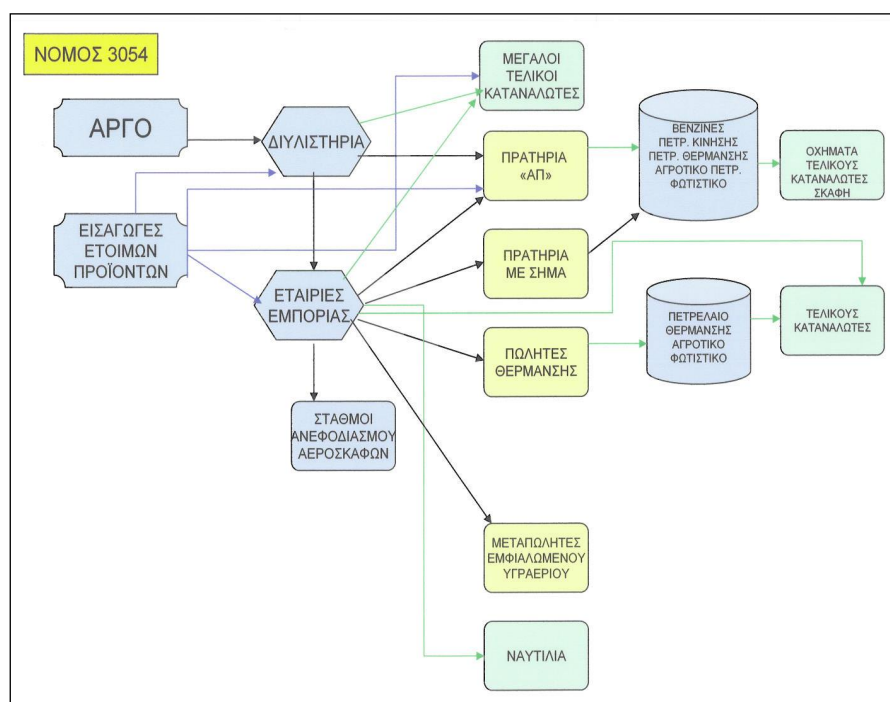 ΝΟΜΟΣ 3054
ΜΕΓΑΛΟΙ
ΤΕΛΙΚΟΙ
ΚΑΤΑΝΑΛΩΤΕΣ
ΑΡΓΟ
ΔΙΥΛΙΣΤΗΡΙΑ
ΠΡΑΤΗΡΙΑ
«ΑΠ»
ΒΕΝΖΙΝΕΣ
ΠΕΤΡ. ΚΙΝΗΣΗΣ
ΠΕΤΡ. ΘΕΡΜΑΝΣΗΣ
ΑΓΡΟΤΙΚΟ ΠΕΤΡ.
ΦΩΤΙΣΤΙΚΟ
ΟΧΗΜΑΤΑ
ΤΕΛΙΚΟΥΣ
ΚΑΤΑΝΑΛΩΤΕΣ
ΣΚΑΦΗ
ΕΙΣΑΓΩΓΕΣ
ΕΤΟΙΜΩΝ
ΠΡΟΪΟΝΤΩΝ
ΕΤΑΙΡΙΕΣ
ΕΜΠΟΡΙΑΣ
ΠΡΑΤΗΡΙΑ
ΜΕ ΣΗΜΑ
ΠΩΛΗΤΕΣ
ΘΕΡΜΑΝΣΗΣ
ΠΕΤΡΕΛΑΙΟ
ΘΕΡΜΑΝΣΗΣ
ΑΓΡΟΤΙΚΟ
ΦΩΤΙΣΤΙΚΟ
ΤΕΛΙΚΟΥΣ
ΚΑΤΑΝΑΛΩΤΕΣ
ΣΤΑΘΜΟΙ
ΑΝΕΦΟΔΙΑΣΜΟΥ
ΑΕΡΟΣΚΑΦΩΝ
ΜΕΤΑΠΩΛΗΤΕΣ
ΕΜΦΙΑΛΩΜΕΝΟΥ
ΥΓΡΑΕΡΙΟΥ
ΝΑΥΤΙΛΙΑ